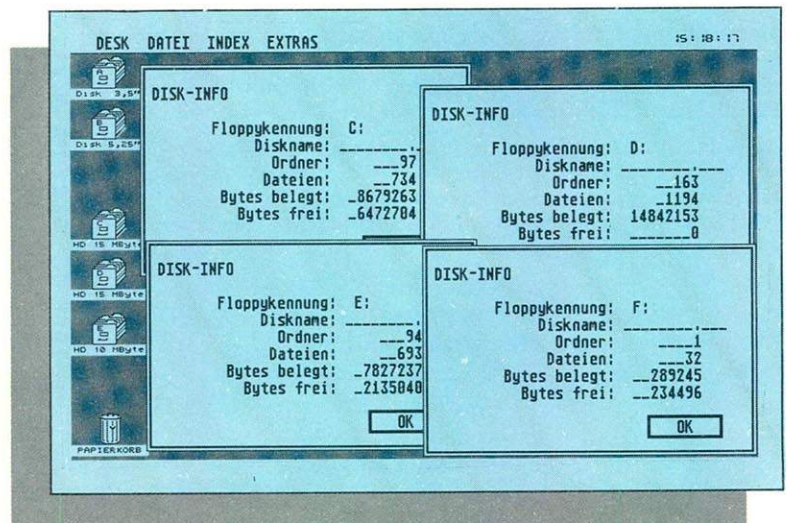 DESK DATEI INDEX EXTRAS 15:18:17
Disk 3,5"
Disk 5,25"
HD 15 MByte
HD 15 MByte
HD 10 MByte
PAPIERKORB
DISK-INFO
Floppykennung: C:
Diskname: ________.
Ordner: ___97
Dateien: __734
Bytes belegt: _8679263
Bytes frei: _6472704
DISK-INFO
Floppykennung: D:
Diskname: ________.___
Ordner: __163
Dateien: _1194
Bytes belegt: 14842153
Bytes frei: _______0
DISK-INFO
Floppykennung: E:
Diskname: ________.
Ordner: ___94
Dateien: __693
Bytes belegt: _7827237
Bytes frei: _2135040
OK
DISK-INFO
Floppykennung: F:
Diskname: ________.___
Ordner: ____1
Dateien: ___32
Bytes belegt: __289245
Bytes frei: __234496
OK